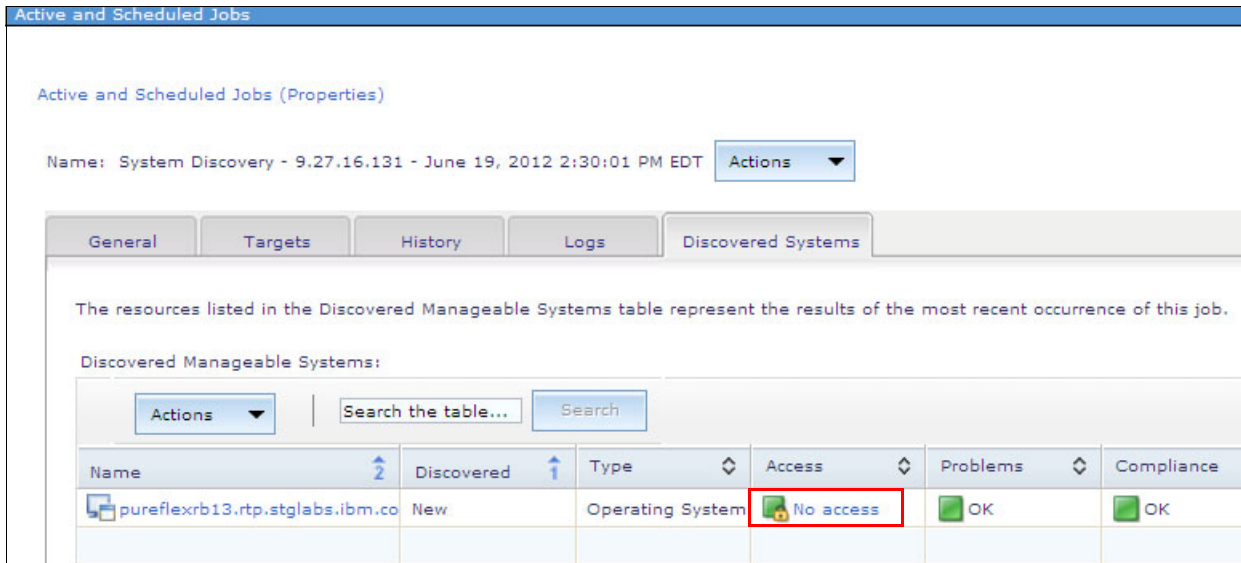 Active and Scheduled Jobs
Active and Scheduled Jobs (Properties)
Name: System Discovery - 9.27.16.131 - June 19, 2012 2:30:01 PM EDT Actions
General Targets History Logs Discovered Systems
The resources listed in the Discovered Manageable Systems table represent the results of the most recent occurrence of this job.
Discovered Manageable Systems:
Actions Search the table... Search
Name 2 Discovered 1 Type Access Problems Compliance
pureflexrb13.rtp.stglabs.ibm.co New Operating System No access OK OK